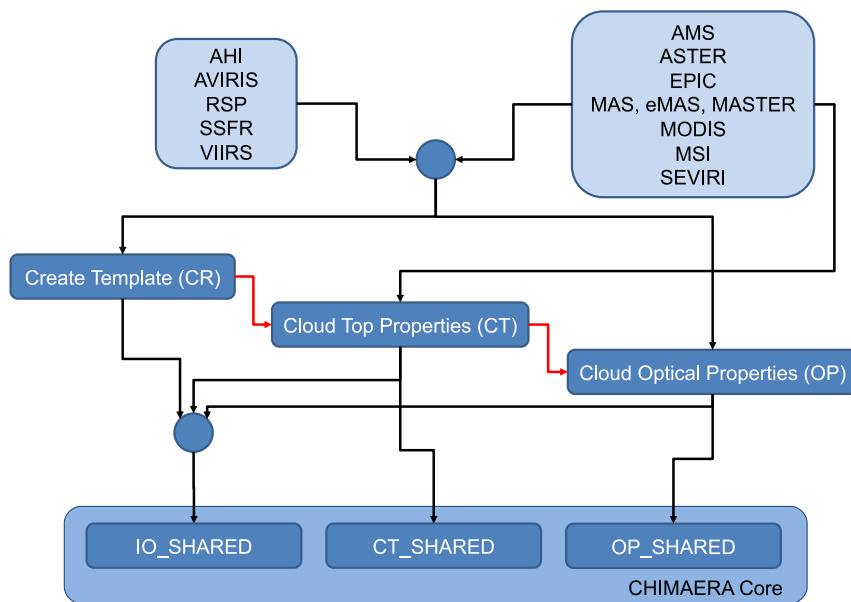 AHI
AVIRIS
RSP
SSFR
VIIRS
AMS
ASTER
EPIC
MAS, eMAS, MASTER
MODIS
MSI
SEVIRI
Create Template (CR)
Cloud Top Properties (CT)
Cloud Optical Properties (OP)
IO_SHARED
CT_SHARED
OP_SHARED
CHIMAERA Core